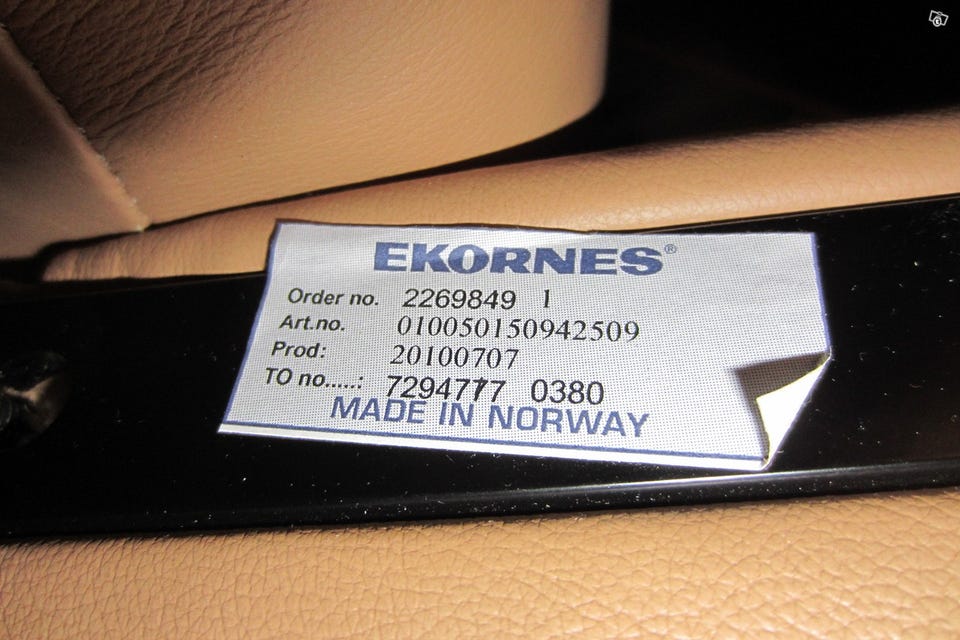 EKORNES®
Order no. 2269849 1
Art.no. 010050150942509
Prod: 20100707
TO no.....: 7294777 0380
MADE IN NORWAY